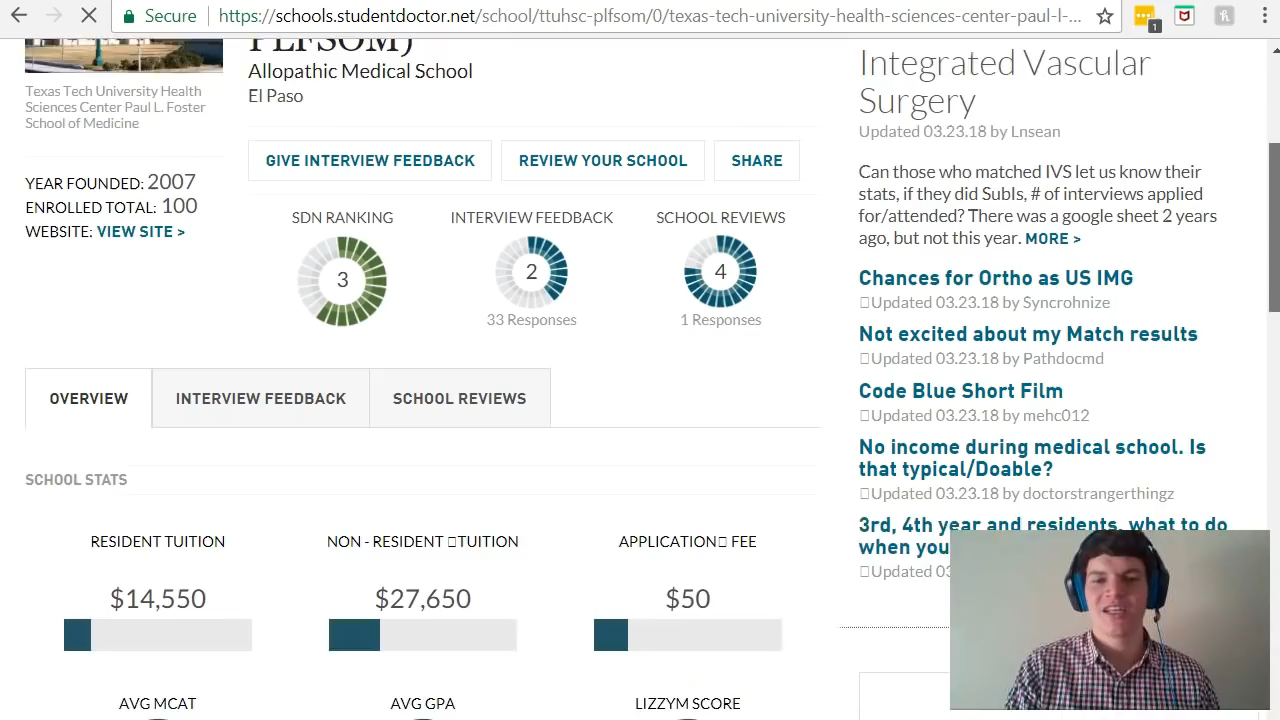 Secure
https://schools.studentdoctor.net/school/ttuhsc-plfsom/0/texas-tech-university-health-sciences-center-paul-l-...
1
PLFSOM)
Allopathic Medical School
El Paso
Texas Tech University Health
Sciences Center Paul L. Foster
School of Medicine
YEAR FOUNDED: 2007
ENROLLED TOTAL: 100
WEBSITE: VIEW SITE >
GIVE INTERVIEW FEEDBACK
REVIEW YOUR SCHOOL
SHARE
SDN RANKING
INTERVIEW FEEDBACK
SCHOOL REVIEWS
3
2
4
33 Responses
1 Responses
OVERVIEW
INTERVIEW FEEDBACK
SCHOOL REVIEWS
SCHOOL STATS
RESIDENT TUITION
NON - RESIDENT TUITION
APPLICATION FEE
$14,550
$27,650
$50
AVG MCAT
AVG GPA
LIZZYM SCORE
Integrated Vascular
Surgery
Updated 03.23.18 by Lnsean
Can those who matched IVS let us know their
stats, if they did SubIs, # of interviews applied
for/attended? There was a google sheet 2 years
ago, but not this year. MORE >
Chances for Ortho as US IMG
Updated 03.23.18 by Syncrohnize
Not excited about my Match results
Updated 03.23.18 by Pathdocmd
Code Blue Short Film
Updated 03.23.18 by mehc012
No income during medical school. Is
that typical/Doable?
Updated 03.23.18 by doctorstrangerthingz
3rd, 4th year and residents, what to do
when you
Updated 03